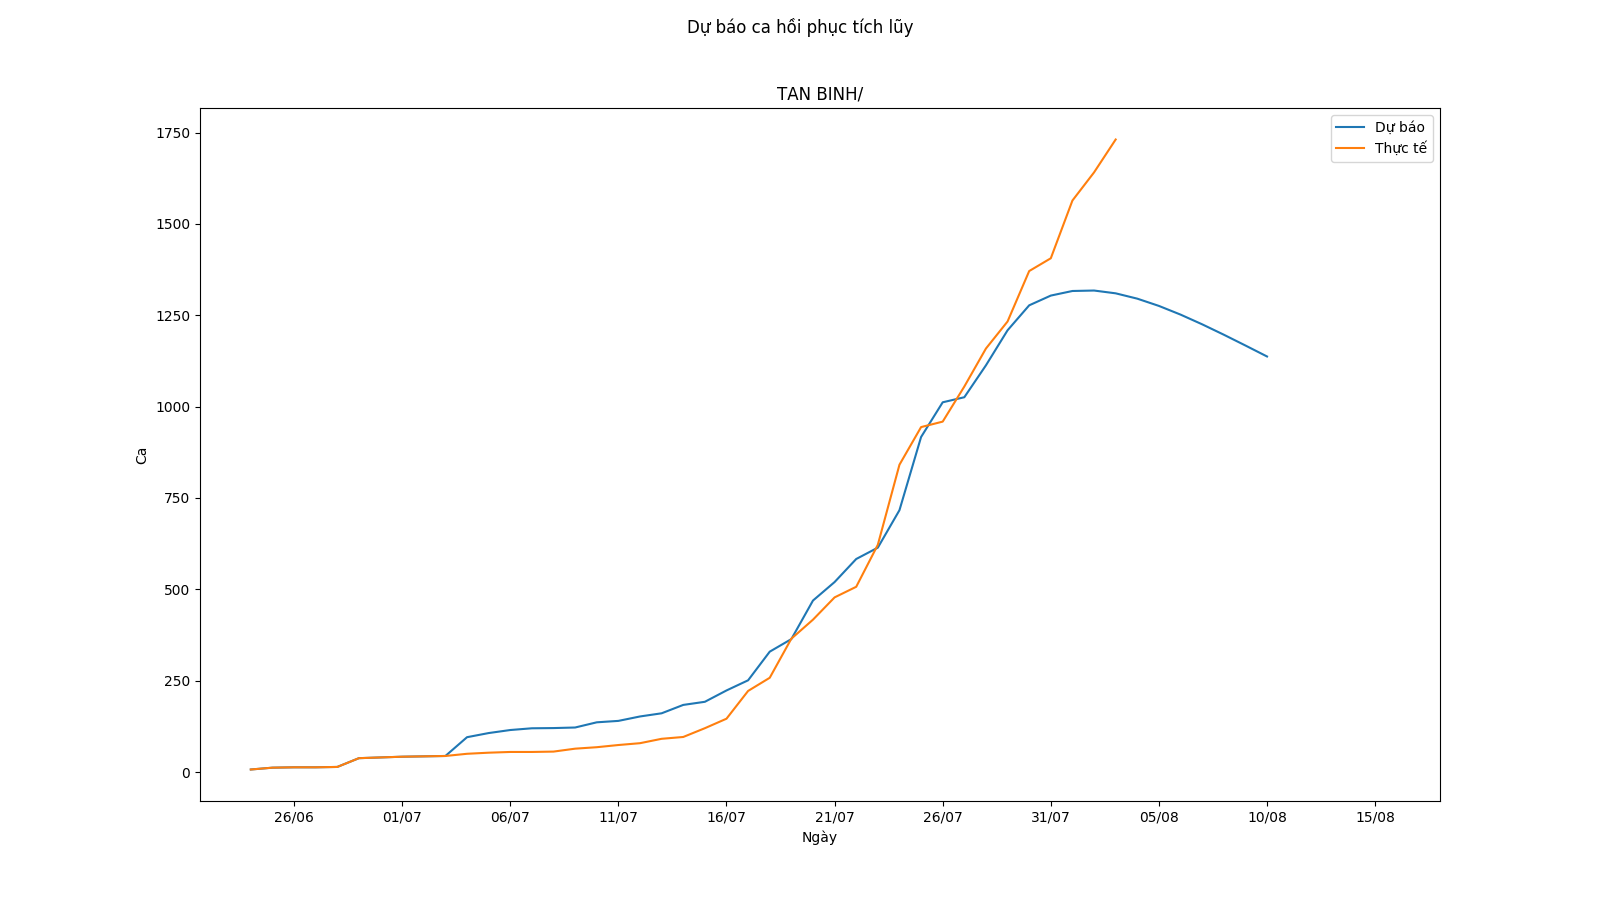 Dự báo ca hồi phục tích lũy
TAN BINH/
Dự báo
Thực tế
1750
1500
1250
1000
750
500
250
0
Ca
26/06 01/07 06/07 11/07 16/07 21/07 26/07 31/07 05/08 10/08 15/08
Ngày